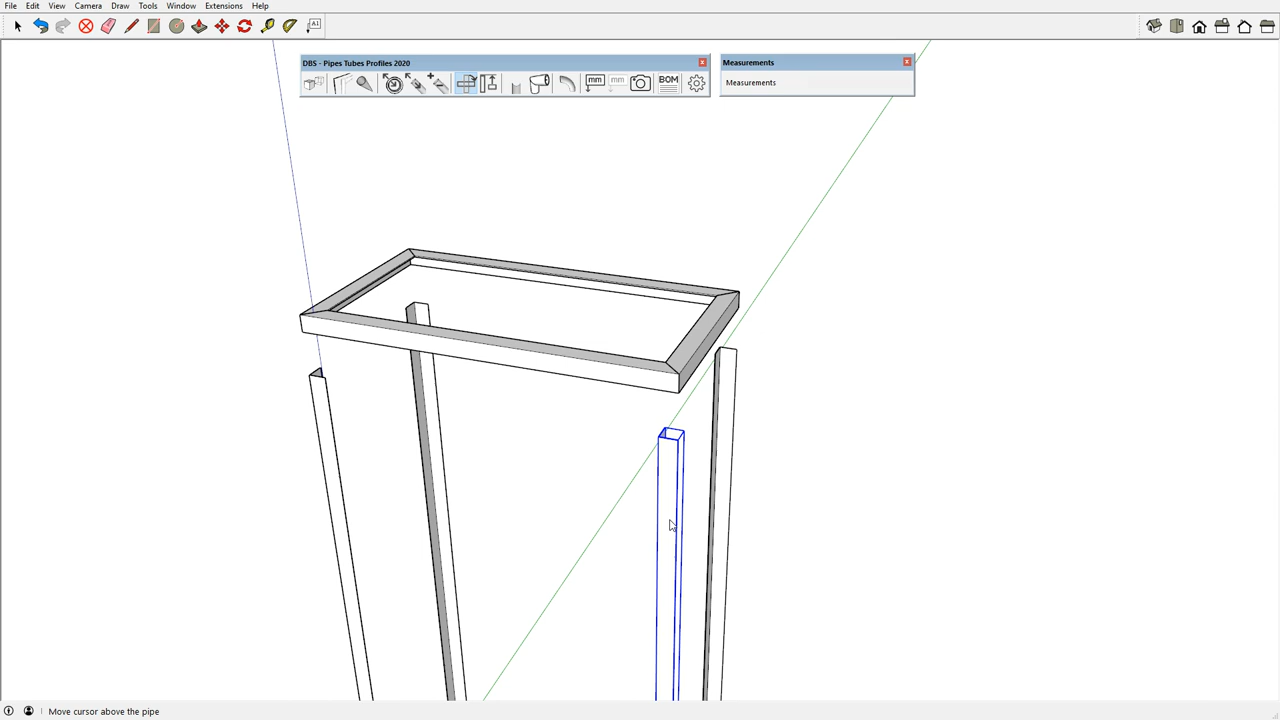 File Edit View Camera Draw Tools Window Extensions Help
A1
DBS - Pipes Tubes Profiles 2020
Measurements
mm mm BOM
Measurements
Move cursor above the pipe